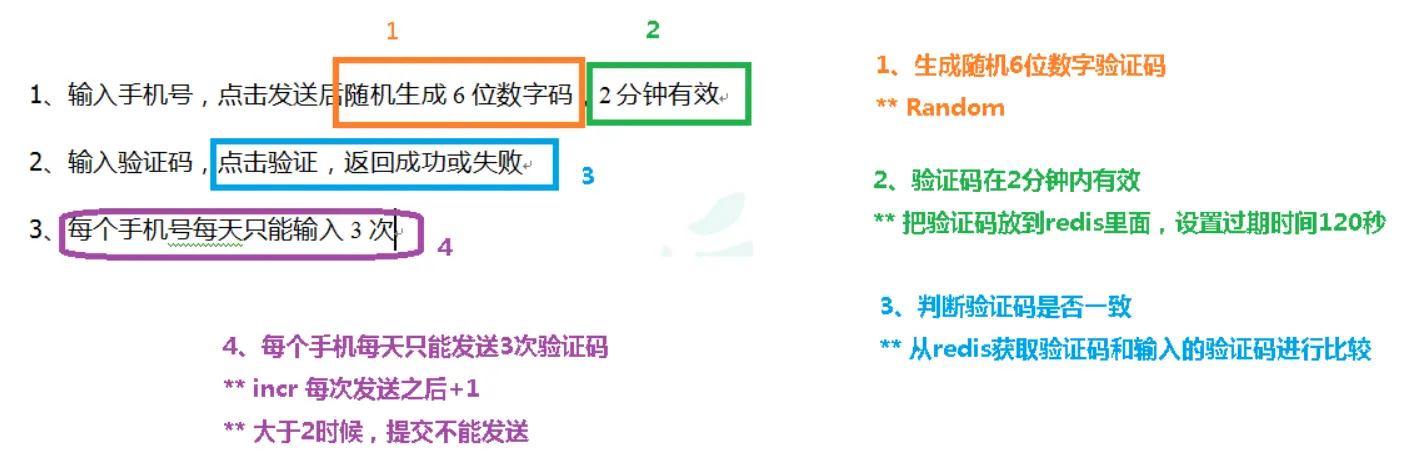 1
2
1、输入手机号，点击发送后随机生成 6 位数字码，2 分钟有效
2、输入验证码，点击验证，返回成功或失败
3
3、每个手机号每天只能输入 3 次
4
4、每个手机每天只能发送3次验证码
** incr 每次发送之后+1
** 大于2时候，提交不能发送
1、生成随机6位数字验证码
** Random
2、验证码在2分钟内有效
** 把验证码放到redis里面，设置过期时间120秒
3、判断验证码是否一致
** 从redis获取验证码和输入的验证码进行比较